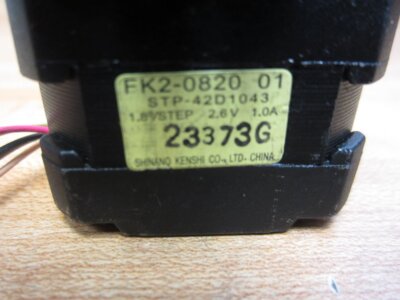 FK2-0820 01
STP-42D1043
1.8°/STEP 2.6V 1.0A
23373G
SHINANO KENSHI CO., LTD. CHINA